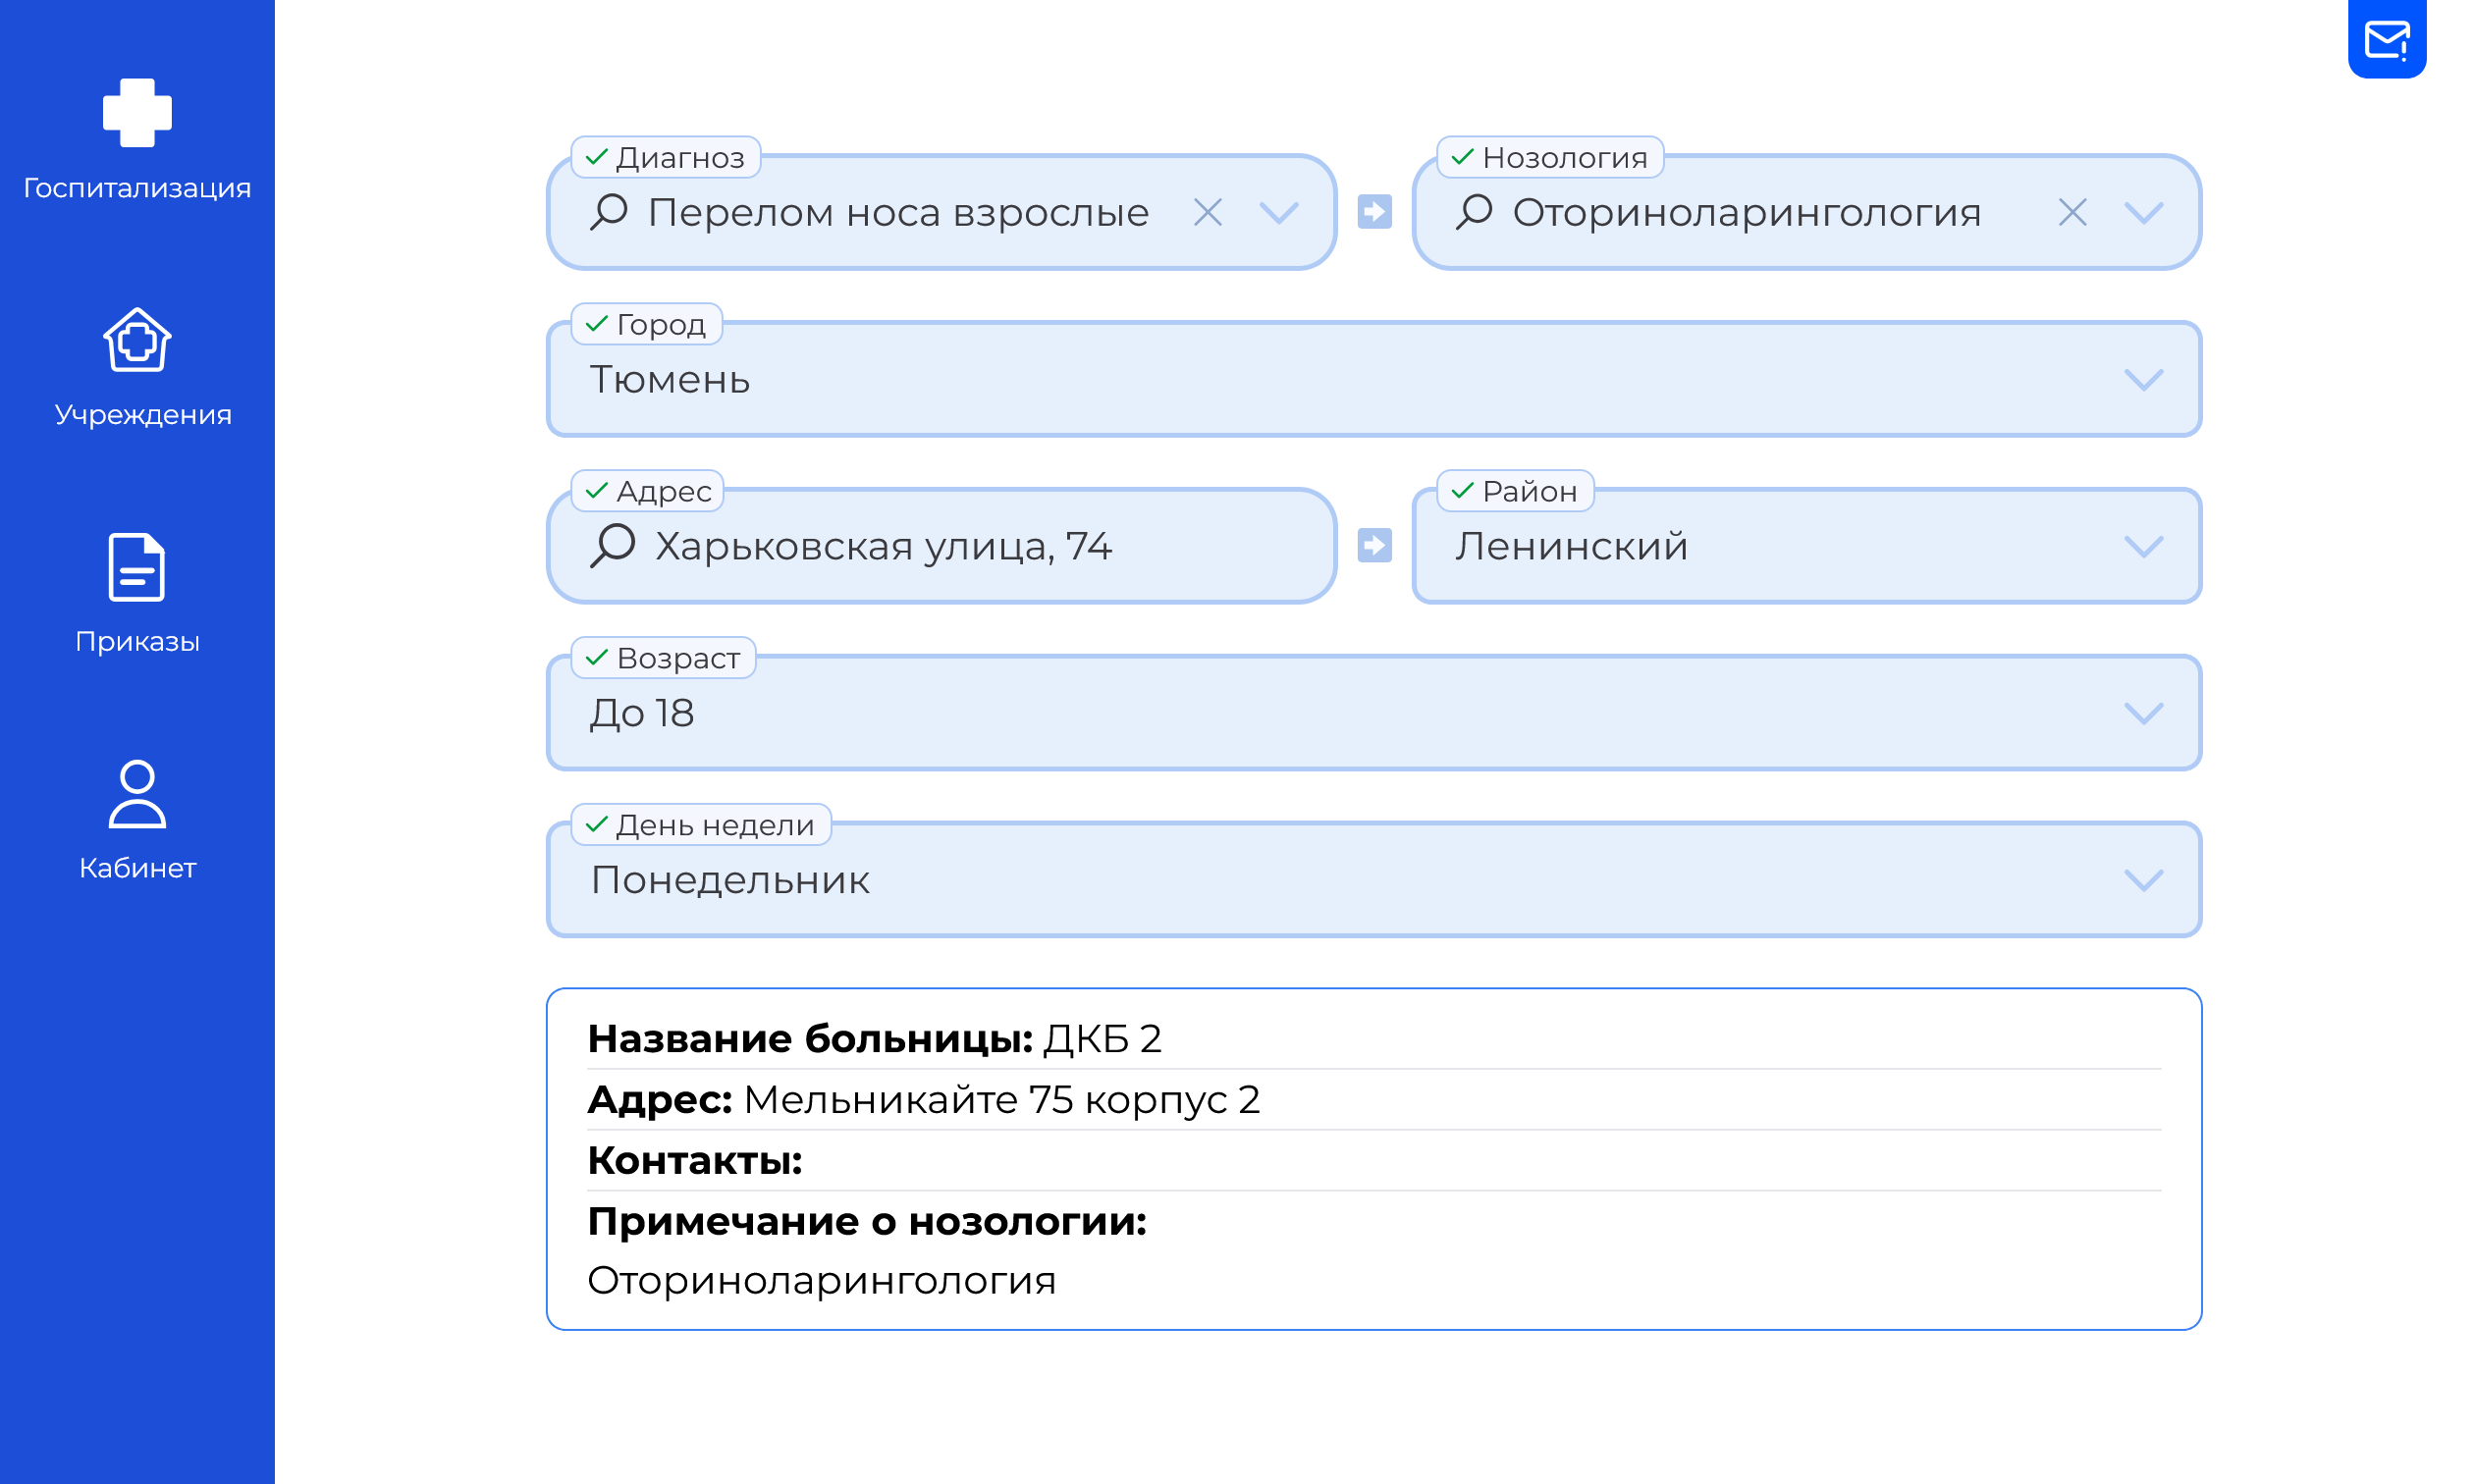 Госпитализация
Учреждения
Приказы
Кабинет
Диагноз
Перелом носа взрослые
Нозология
Оториноларингология
Город
Тюмень
Адрес
Харьковская улица, 74
Район
Ленинский
Возраст
До 18
День недели
Понедельник
Название больницы: ДКБ 2
Адрес: Мельникайте 75 корпус 2
Контакты:
Примечание о нозологии:
Оториноларингология